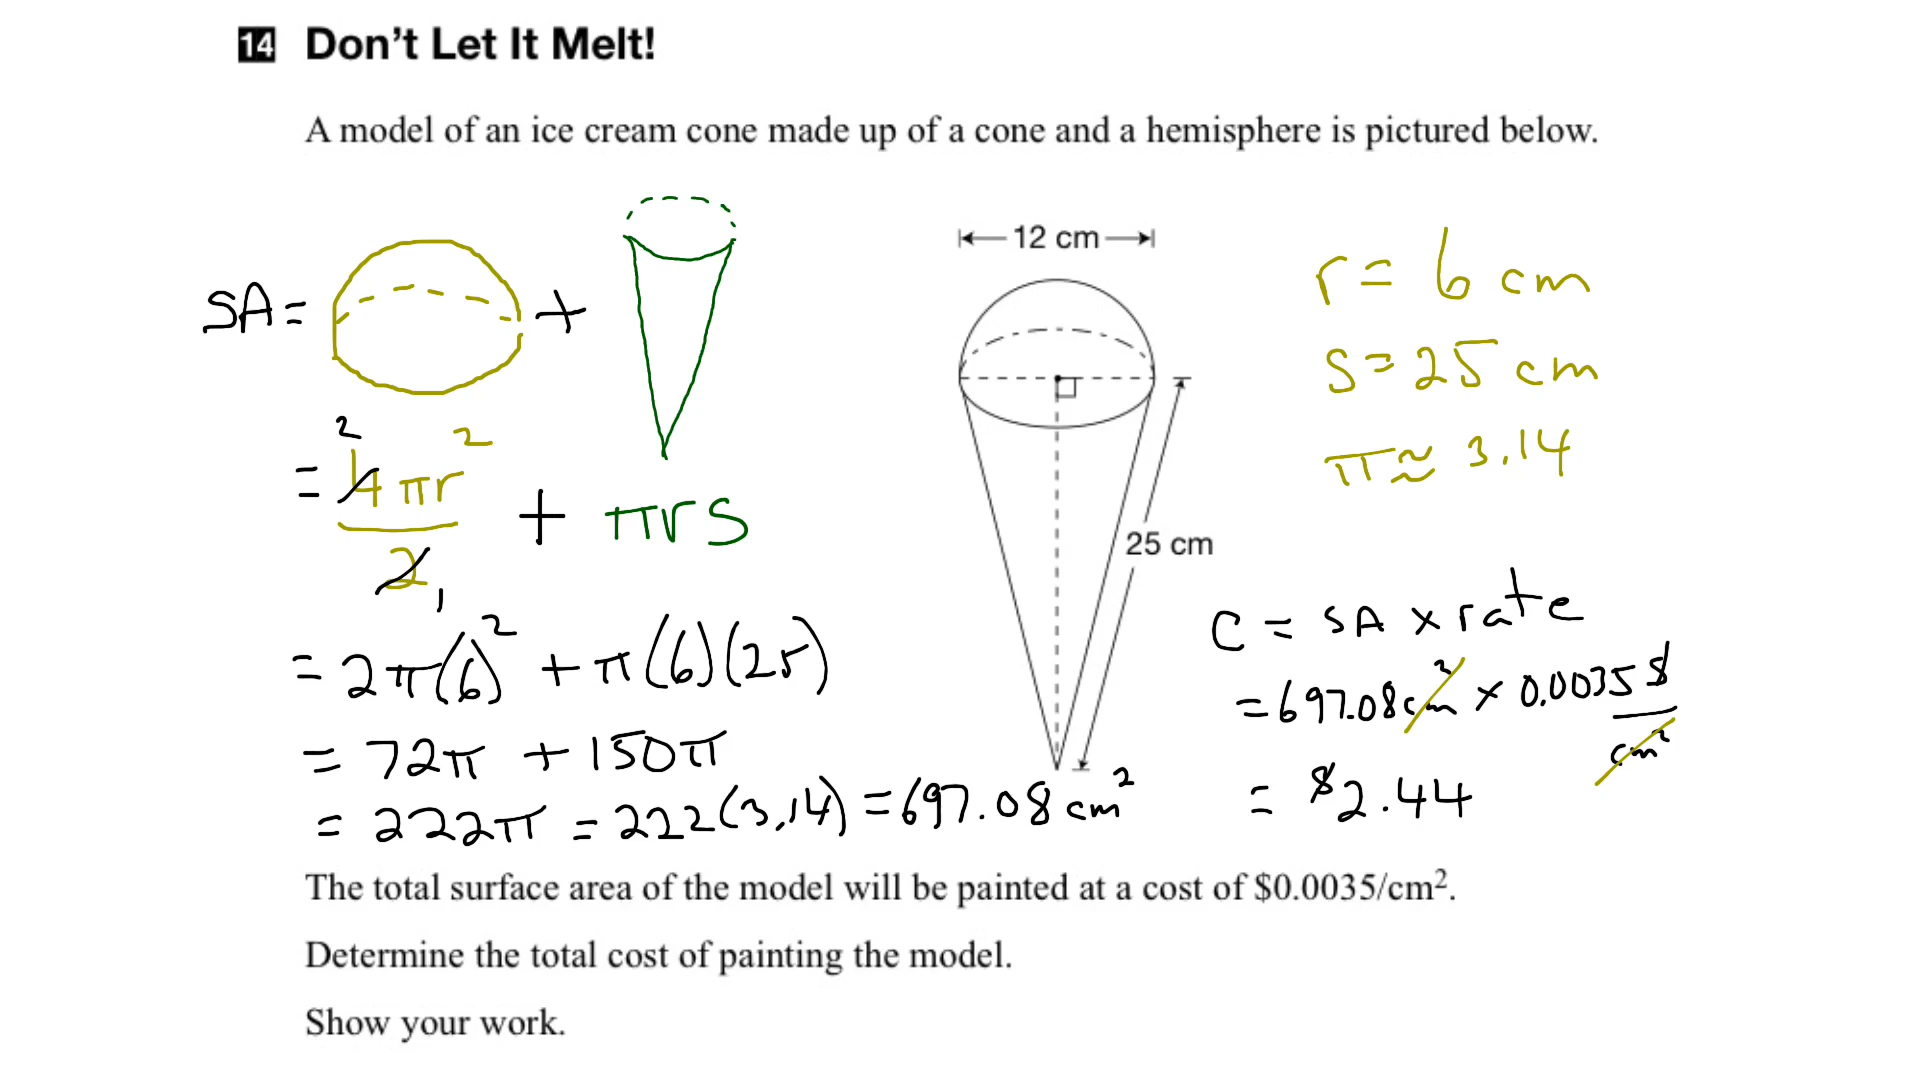 14 Don't Let It Melt!
A model of an ice cream cone made up of a cone and a hemisphere is pictured below.
12 cm
r = 6 cm
SA = +
s = 25 cm
π ≈ 3.14
2
= 4πr² + πrs
2 1
25 cm
C = SA × rate
= 2π(6)² + π(6)(25)
= 697.08cm² × 0.0035 $
cm²
= 72π + 150π
= 222π = 222(3.14) = 697.08 cm²
= $2.44
The total surface area of the model will be painted at a cost of $0.0035/cm².
Determine the total cost of painting the model.
Show your work.